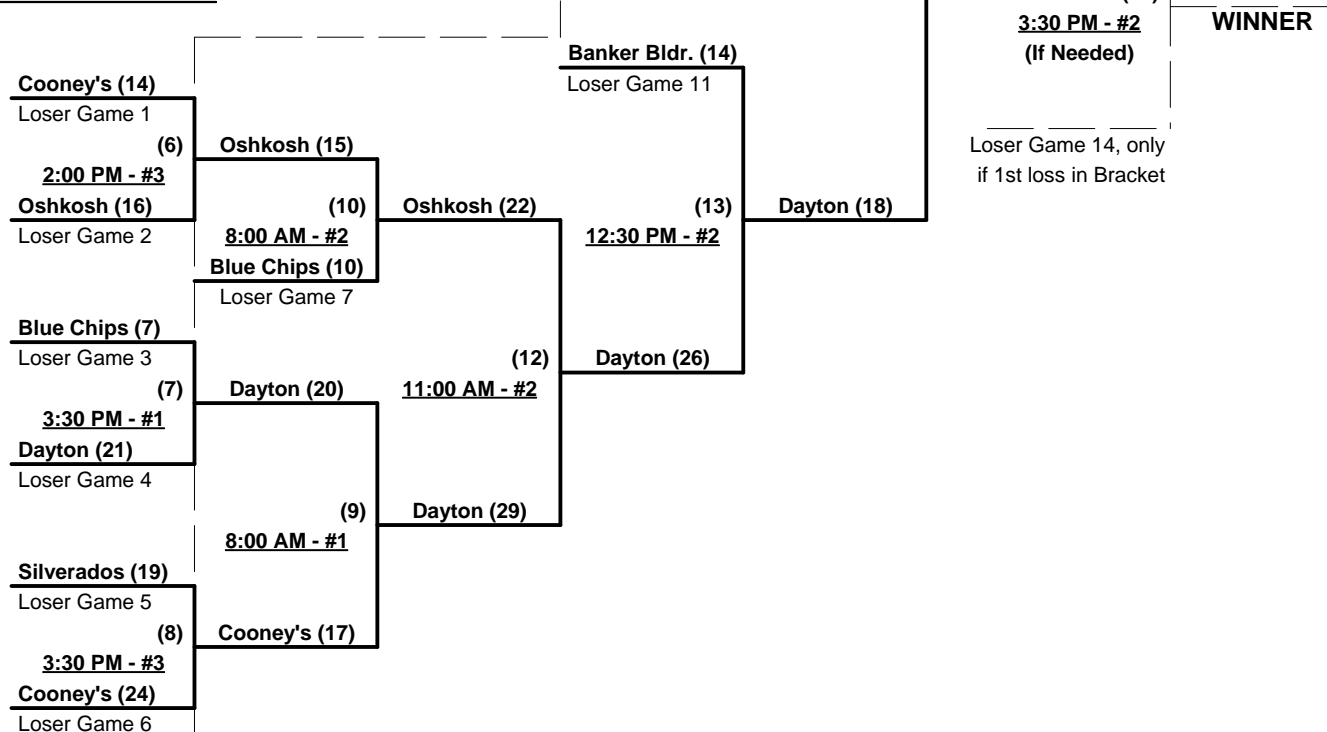 3:30 PM - #2
WINNER
(If Needed)
Banker Bldr. (14)
Loser Game 11
Cooney's (14)
Loser Game 1
(6)
Oshkosh (15)
2:00 PM - #3
Loser Game 14, only
if 1st loss in Bracket
Oshkosh (16)
Loser Game 2
(10)
Oshkosh (22)
(13)
Dayton (18)
8:00 AM - #2
12:30 PM - #2
Blue Chips (10)
Loser Game 7
Blue Chips (7)
Loser Game 3
(12)
Dayton (26)
(7)
Dayton (20)
11:00 AM - #2
3:30 PM - #1
Dayton (21)
Loser Game 4
(9)
Dayton (29)
8:00 AM - #1
Silverados (19)
Loser Game 5
(8)
Cooney's (17)
3:30 PM - #3
Cooney's (24)
Loser Game 6